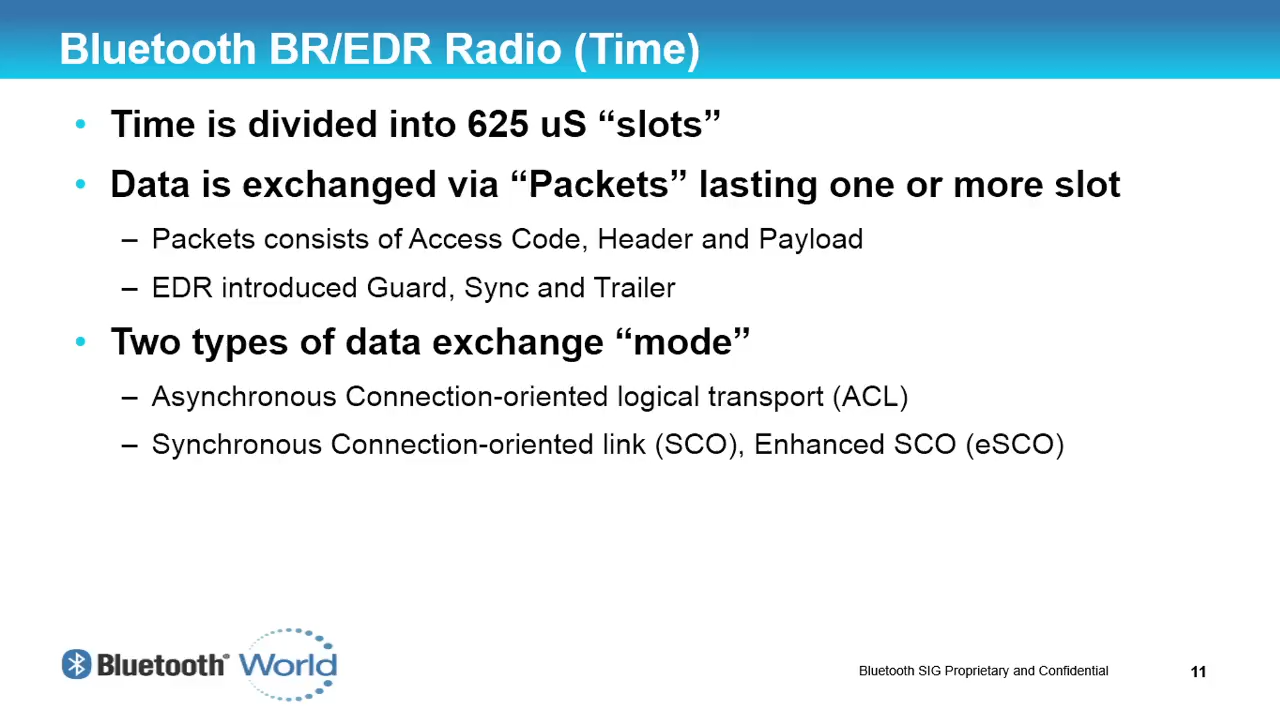 Bluetooth BR/EDR Radio (Time)
• Time is divided into 625 uS “slots”
• Data is exchanged via “Packets” lasting one or more slot
– Packets consists of Access Code, Header and Payload
– EDR introduced Guard, Sync and Trailer
• Two types of data exchange “mode”
– Asynchronous Connection-oriented logical transport (ACL)
– Synchronous Connection-oriented link (SCO), Enhanced SCO (eSCO)
Bluetooth® World
Bluetooth SIG Proprietary and Confidential
11